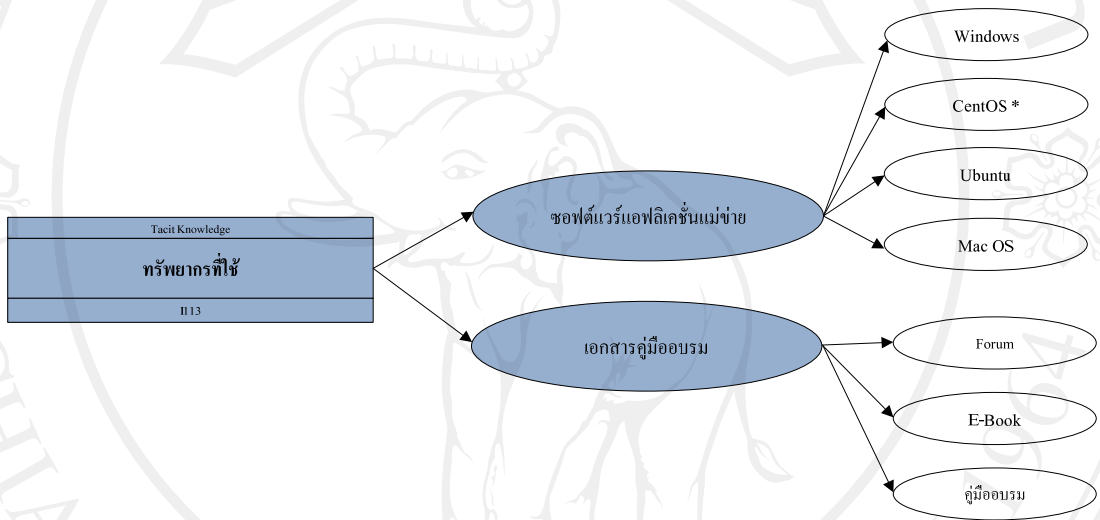 Tacit Knowledge
ทรัพยากรที่ใช้
II13
ซอฟต์แวร์แอฟลิเคชั่นแม่ข่าย
เอกสารคู่มืออบรม
Windows
CentOS *
Ubuntu
Mac OS
Forum
E-Book
คู่มืออบรม
1964